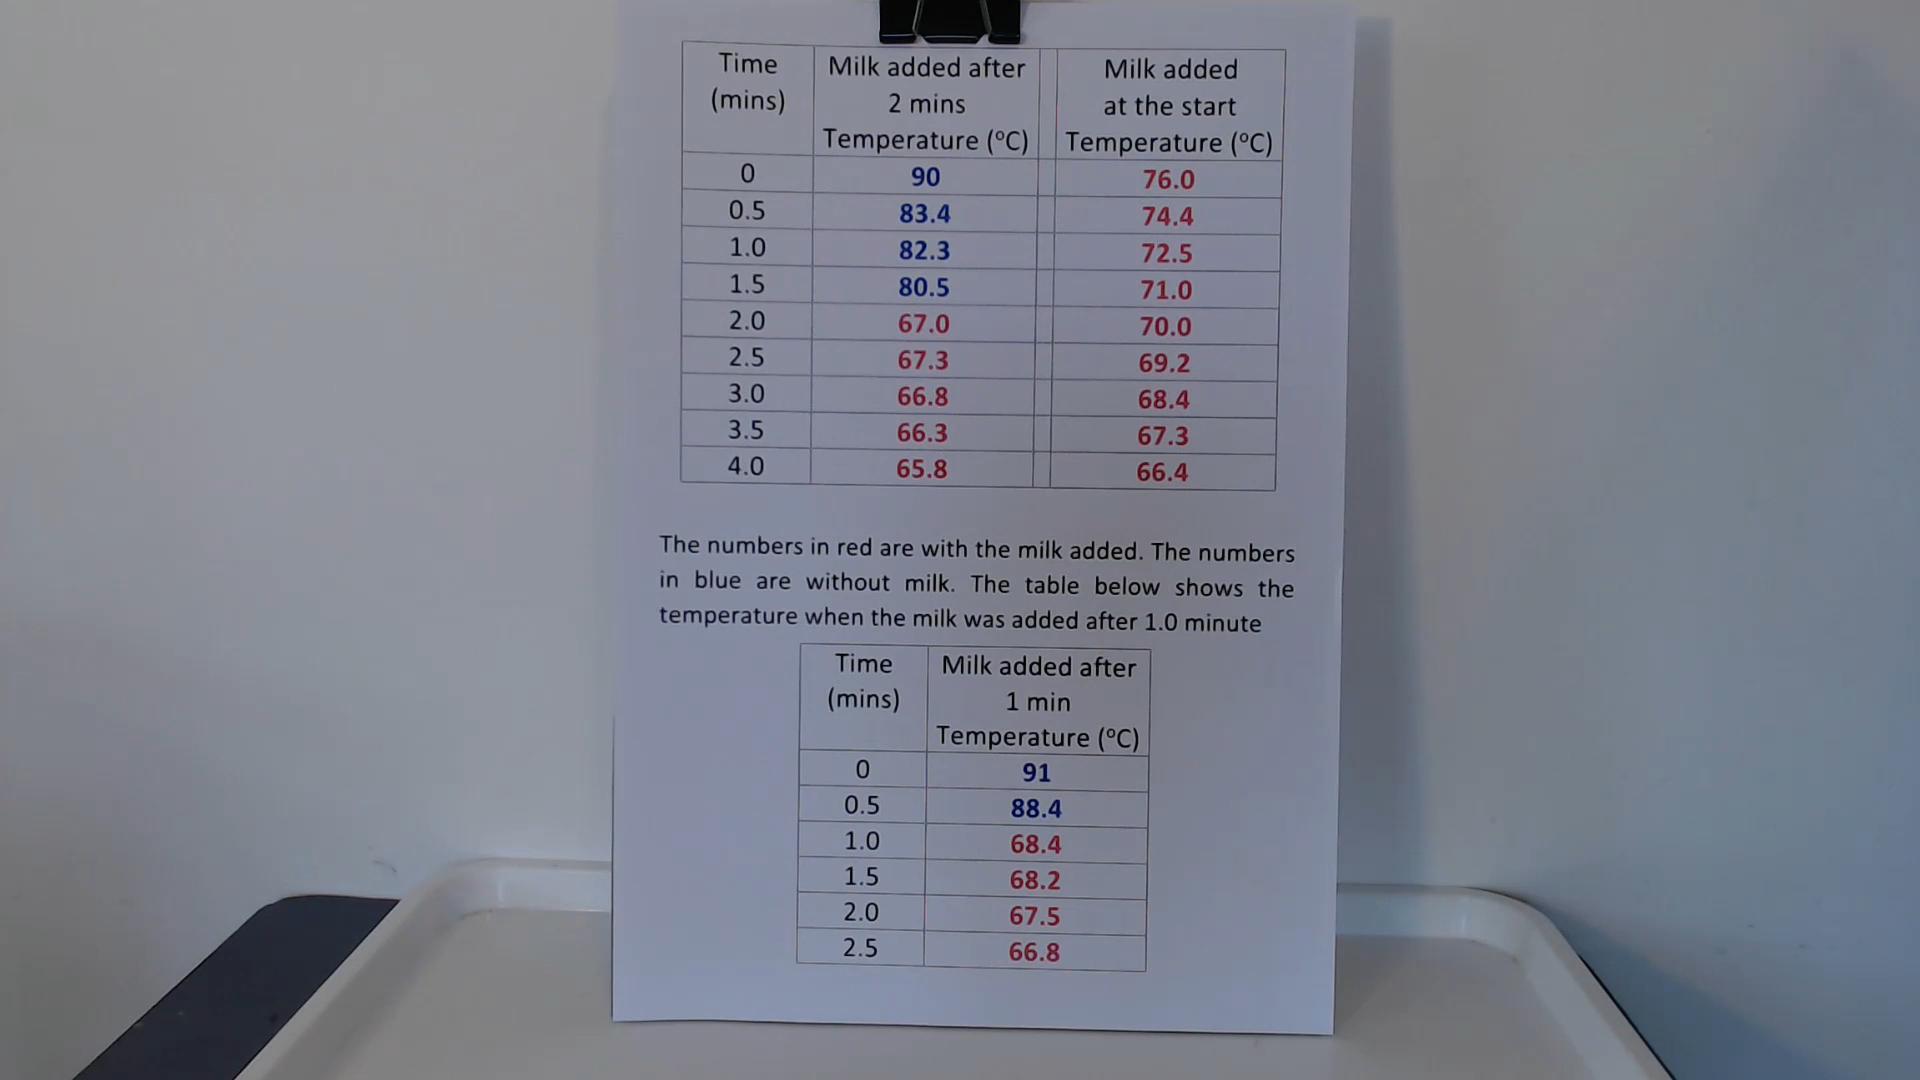 Time (mins) Milk added after 2 mins Temperature (°C) Milk added at the start Temperature (°C)
0 90 76.0
0.5 83.4 74.4
1.0 82.3 72.5
1.5 80.5 71.0
2.0 67.0 70.0
2.5 67.3 69.2
3.0 66.8 68.4
3.5 66.3 67.3
4.0 65.8 66.4
The numbers in red are with the milk added. The numbers
in blue are without milk. The table below shows the
temperature when the milk was added after 1.0 minute
Time (mins) Milk added after 1 min Temperature (°C)
0 91
0.5 88.4
1.0 68.4
1.5 68.2
2.0 67.5
2.5 66.8